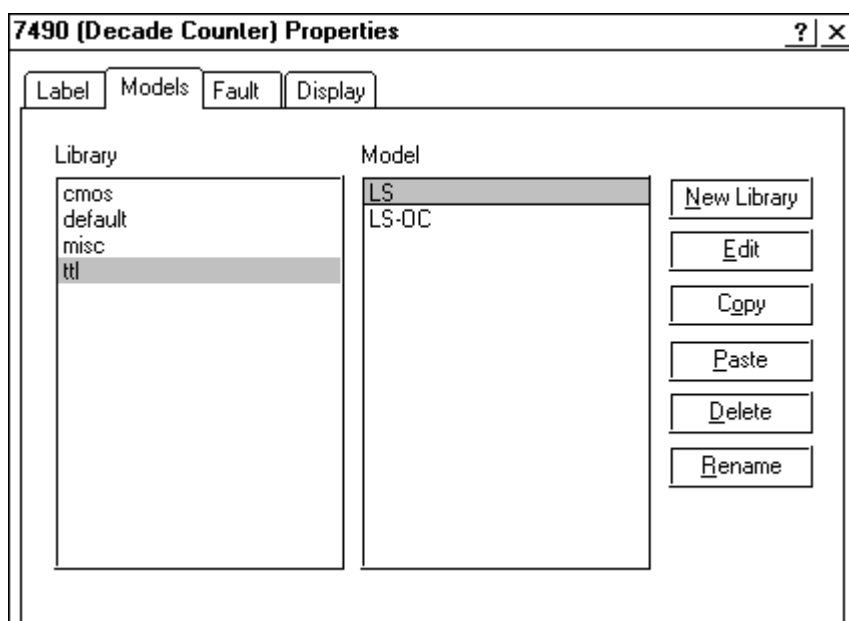 7490 (Decade Counter) Properties ? ×
Label Models Fault Display
Library Model
cmos
default
misc
ttl
LS
LS-OC
New Library
Edit
Copy
Paste
Delete
Rename